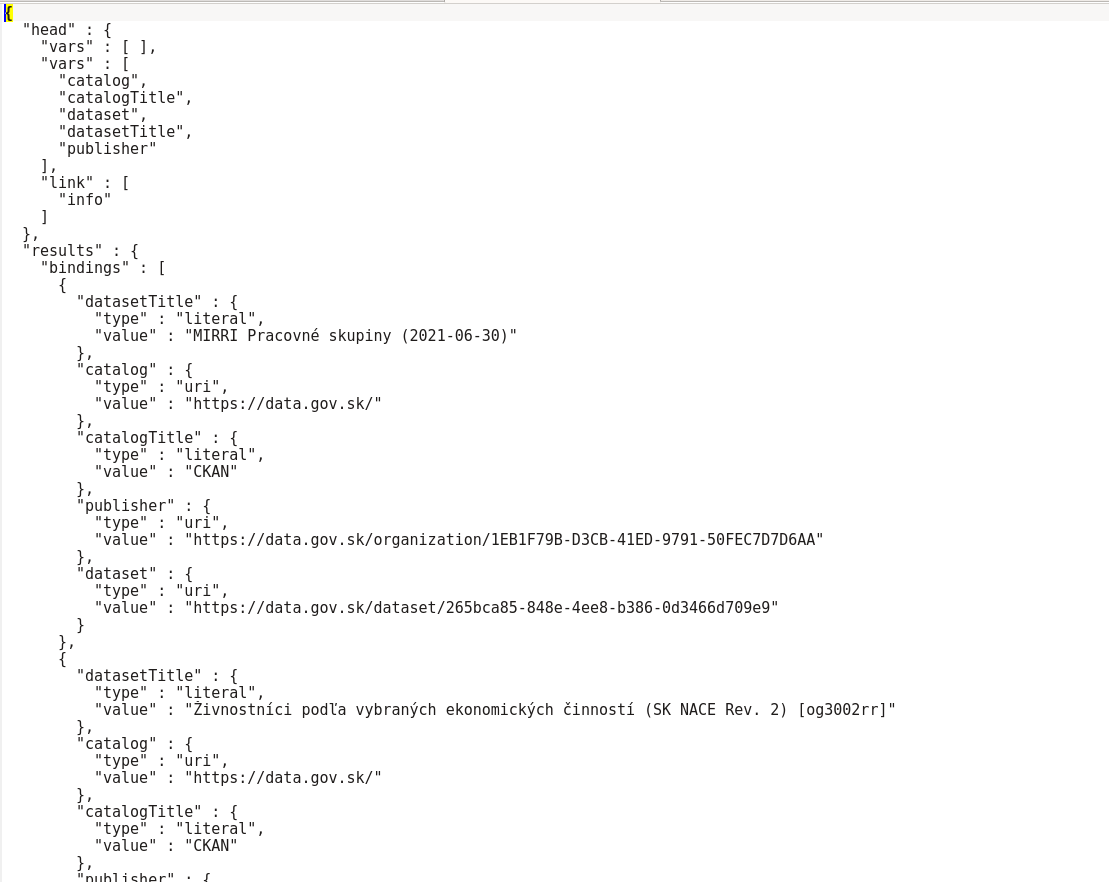 {
  "head" : {
    "vars" : [ ],
    "vars" : [
      "catalog",
      "catalogTitle",
      "dataset",
      "datasetTitle",
      "publisher"
    ],
    "link" : [
      "info"
    ]
  },
  "results" : {
    "bindings" : [
      {
        "datasetTitle" : {
          "type" : "literal",
          "value" : "MIRRI Pracovné skupiny (2021-06-30)"
        },
        "catalog" : {
          "type" : "uri",
          "value" : "https://data.gov.sk/"
        },
        "catalogTitle" : {
          "type" : "literal",
          "value" : "CKAN"
        },
        "publisher" : {
          "type" : "uri",
          "value" : "https://data.gov.sk/organization/1EB1F79B-D3CB-41ED-9791-50FEC7D7D6AA"
        },
        "dataset" : {
          "type" : "uri",
          "value" : "https://data.gov.sk/dataset/265bca85-848e-4ee8-b386-0d3466d709e9"
        }
      },
      {
        "datasetTitle" : {
          "type" : "literal",
          "value" : "Živnostníci podľa vybraných ekonomických činností (SK NACE Rev. 2) [og3002rr]"
        },
        "catalog" : {
          "type" : "uri",
          "value" : "https://data.gov.sk/"
        },
        "catalogTitle" : {
          "type" : "literal",
          "value" : "CKAN"
        },
        "publisher" : {